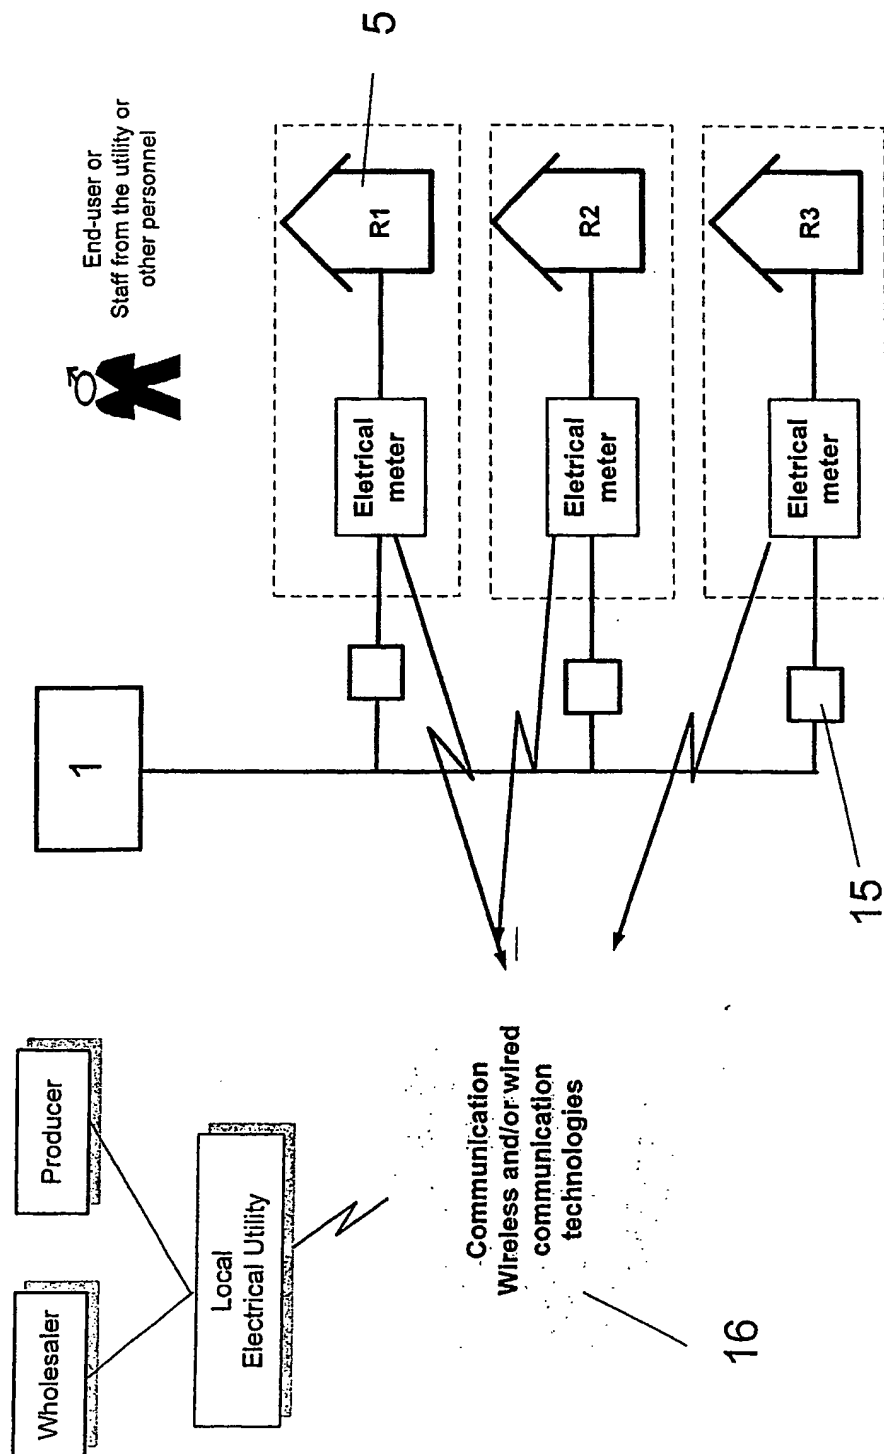 Wholesaler
Producer
Local
Electrical Utility
Communication
Wireless and/or wired
communication
technologies
16
1
15
End-user or
Staff from the utility or
other personnel
Eletrical
meter
R1
5
Eletrical
meter
R2
Eletrical
meter
R3